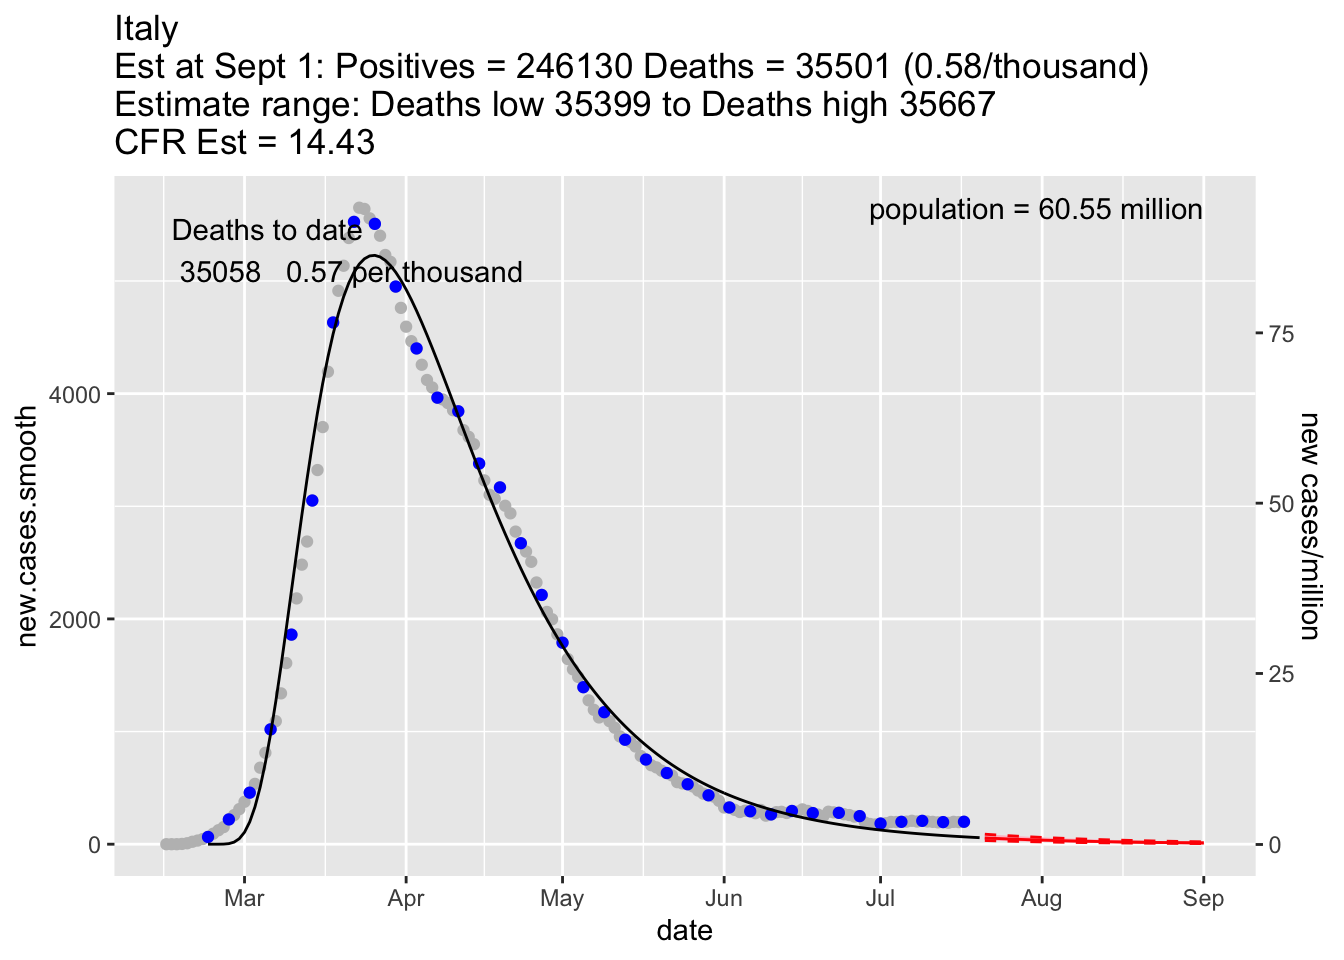 Italy
Est at Sept 1: Positives = 246130 Deaths = 35501 (0.58/thousand)
Estimate range: Deaths low 35399 to Deaths high 35667
CFR Est = 14.43
population = 60.55 million
Deaths to date
35058 0.57 per thousand
new.cases.smooth
4000
2000
0
75
50
25
0
new cases/million
Mar Apr May Jun Jul Aug Sep
date